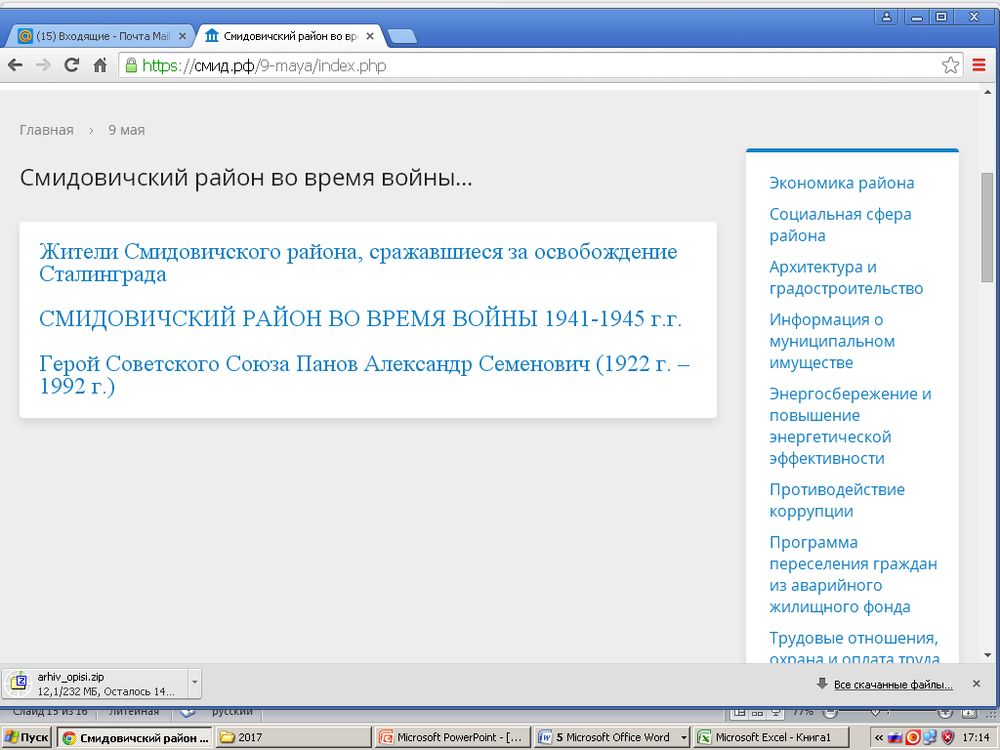 (15) Входящие - Почта Mail
Смидовичский район во вр
https://смид.рф/9-maya/index.php
Главная › 9 мая
Смидовичский район во время войны...
Жители Смидовичского района, сражавшиеся за освобождение
Сталинграда
СМИДОВИЧСКИЙ РАЙОН ВО ВРЕМЯ ВОЙНЫ 1941-1945 г.г.
Герой Советского Союза Панов Александр Семенович (1922 г. –
1992 г.)
Экономика района
Социальная сфера
района
Архитектура и
градостроительство
Информация о
муниципальном
имуществе
Энергосбережение и
повышение
энергетической
эффективности
Противодействие
коррупции
Программа
переселения граждан
из аварийного
жилищного фонда
Трудовые отношения,
охрана и оплата труда
arhiv_opisi.zip
12,1/232 МБ, Осталось 14...
Все скачанные файлы...
Слайд 15 из 16 литейная русский 77%
Пуск Смидовичский район ... 2017 Microsoft PowerPoint - [... 5 Microsoft Office Word Microsoft Excel - Книга1 « 17:14